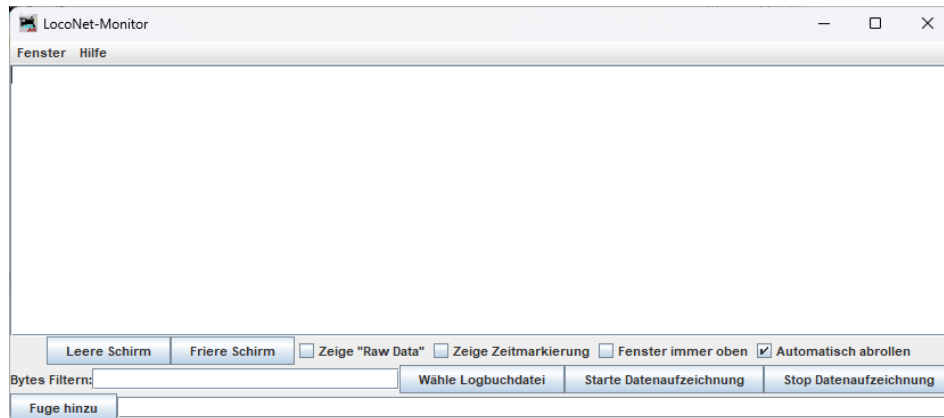 LocoNet-Monitor
Fenster Hilfe
Leere Schirm Friere Schirm Zeige "Raw Data" Zeige Zeitmarkierung Fenster immer oben Automatisch abrollen
Bytes Filtern: Wähle Logbuchdatei Starte Datenaufzeichnung Stop Datenaufzeichnung
Fuge hinzu